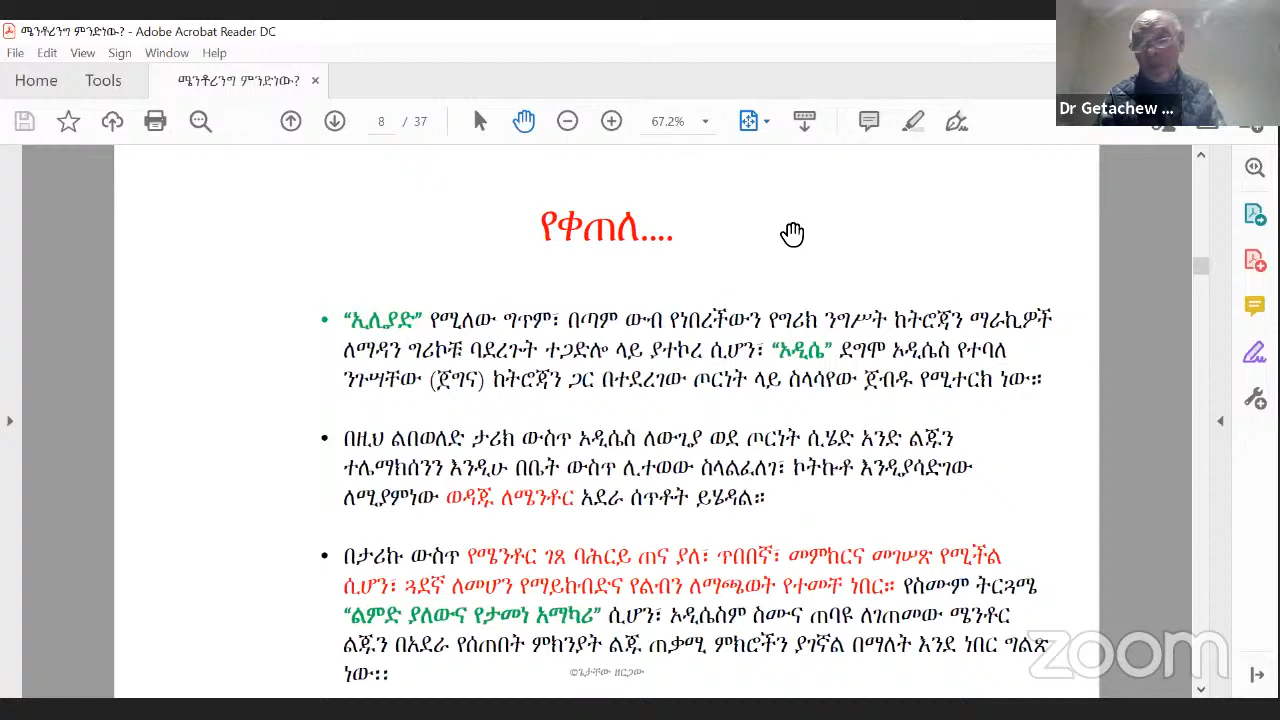 ሜንቶሪንግ ምንድነው? - Adobe Acrobat Reader DC
File Edit View Sign Window Help
Home Tools ሜንቶሪንግ ምንድነው? ×
8 / 37 67.2%
Dr Getachew ...
የቀጠለ....
• “ኢሊያድ” የሚለው ግጥም፣ በጣም ውብ የነበረችውን የግሪክ ንግሥት ከትሮጃን ማራኪዎች
ለማዳን ግሪኮቹ ባደረጉት ተጋድሎ ላይ ያተኮረ ሲሆን፣ “ኦዲሴ” ደግሞ ኦዲሴስ የተባለ
ንጉሣቸው (ጀግና) ከትሮጃን ጋር በተደረገው ጦርነት ላይ ስላሳየው ጀብዱ የሚተርክ ነው።
• በዚህ ልበወለድ ታሪክ ውስጥ ኦዲሴስ ለውጊያ ወደ ጦርነት ሲሄድ አንድ ልጁን
ተሌማክሰንን እንዲሁ በቤት ውስጥ ሊተወው ስላልፈለገ፣ ኮትኩቶ እንዲያሳድገው
ለሚያምነው ወዳጁ ለሜንቶር አደራ ሰጥቶት ይሄዳል።
• በታሪኩ ውስጥ የሜንቶር ገጸ ባሕርይ ጠና ያለ፣ ጥበበኛ፣ መምከርና መገሠጽ የሚችል
ሲሆን፣ ጓደኛ ለመሆን የማይከብድና የልብን ለማጫወት የተመቸ ነበር። የስሙም ትርጓሜ
“ልምድ ያለውና የታመነ አማካሪ” ሲሆን፣ ኦዲሴስም ስሙና ጠባዩ ለገጠመው ሜንቶር
ልጁን በአደራ የሰጠበት ምክንያት ልጁ ጠቃሚ ምክሮችን ያገኛል በማለት እንደ ነበር ግልጽ
ነው፡፡
©ጌታቸው ዘርጋው
zoom